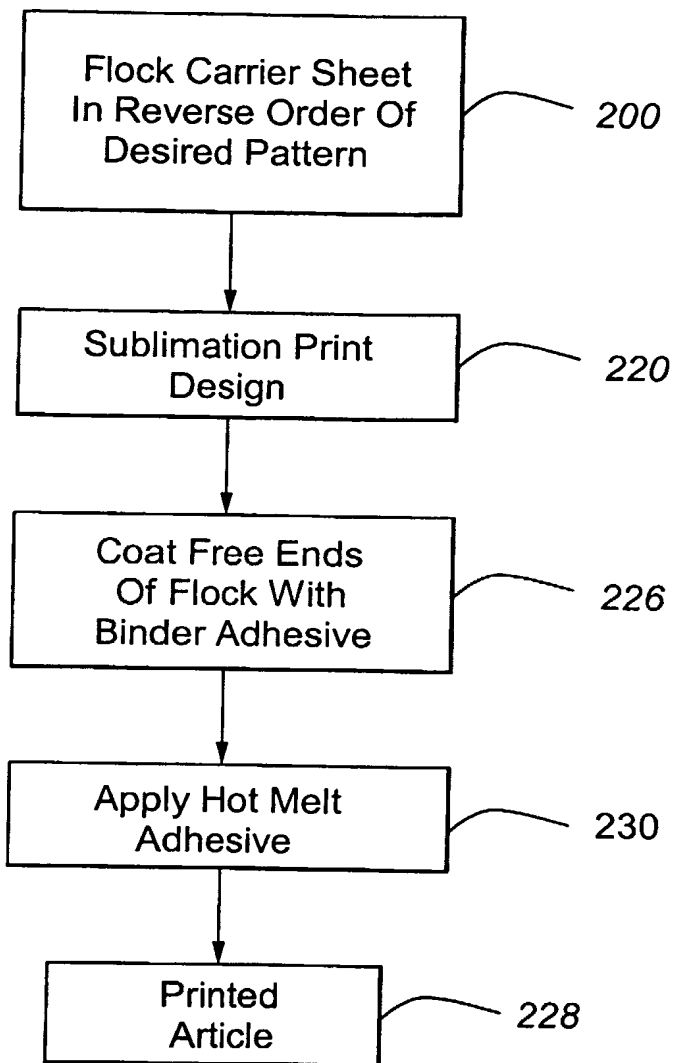 Flock Carrier Sheet
In Reverse Order Of
Desired Pattern
200
Sublimation Print
Design
220
Coat Free Ends
Of Flock With
Binder Adhesive
226
Apply Hot Melt
Adhesive
230
Printed
Article
228